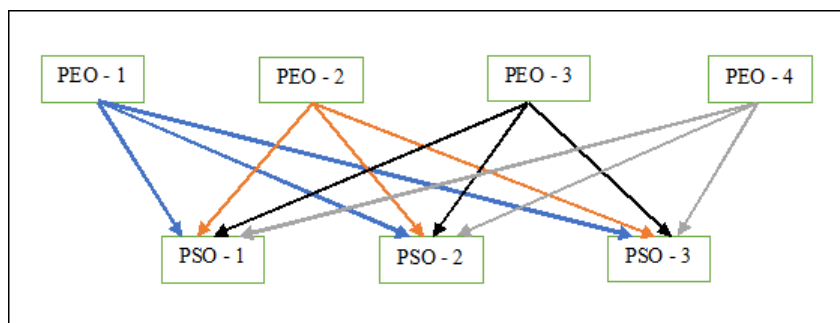 PEO - 1
PEO - 2
PEO - 3
PEO - 4
PSO - 1
PSO - 2
PSO - 3